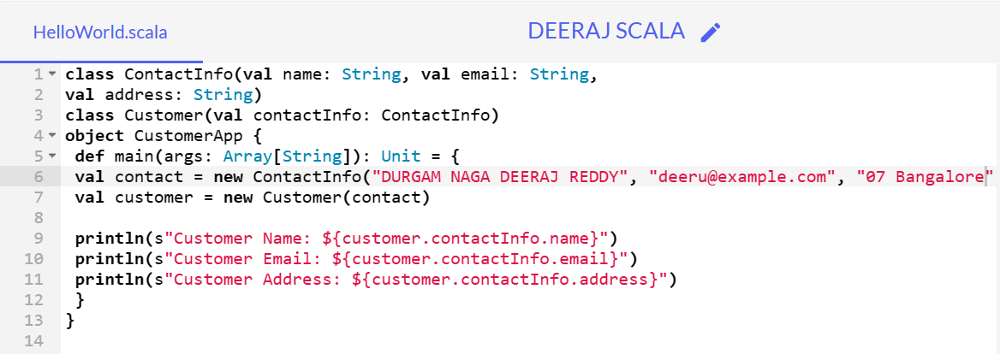 HelloWorld.scala
DEERAJ SCALA
1 class ContactInfo(val name: String, val email: String,
2 val address: String)
3 class Customer(val contactInfo: ContactInfo)
4 object CustomerApp {
5 def main(args: Array[String]): Unit = {
6 val contact = new ContactInfo("DURGAM NAGA DEERAJ REDDY", "deeru@example.com", "07 Bangalore"
7 val customer = new Customer(contact)
8
9 println(s"Customer Name: ${customer.contactInfo.name}")
10 println(s"Customer Email: ${customer.contactInfo.email}")
11 println(s"Customer Address: ${customer.contactInfo.address}")
12 }
13 }
14